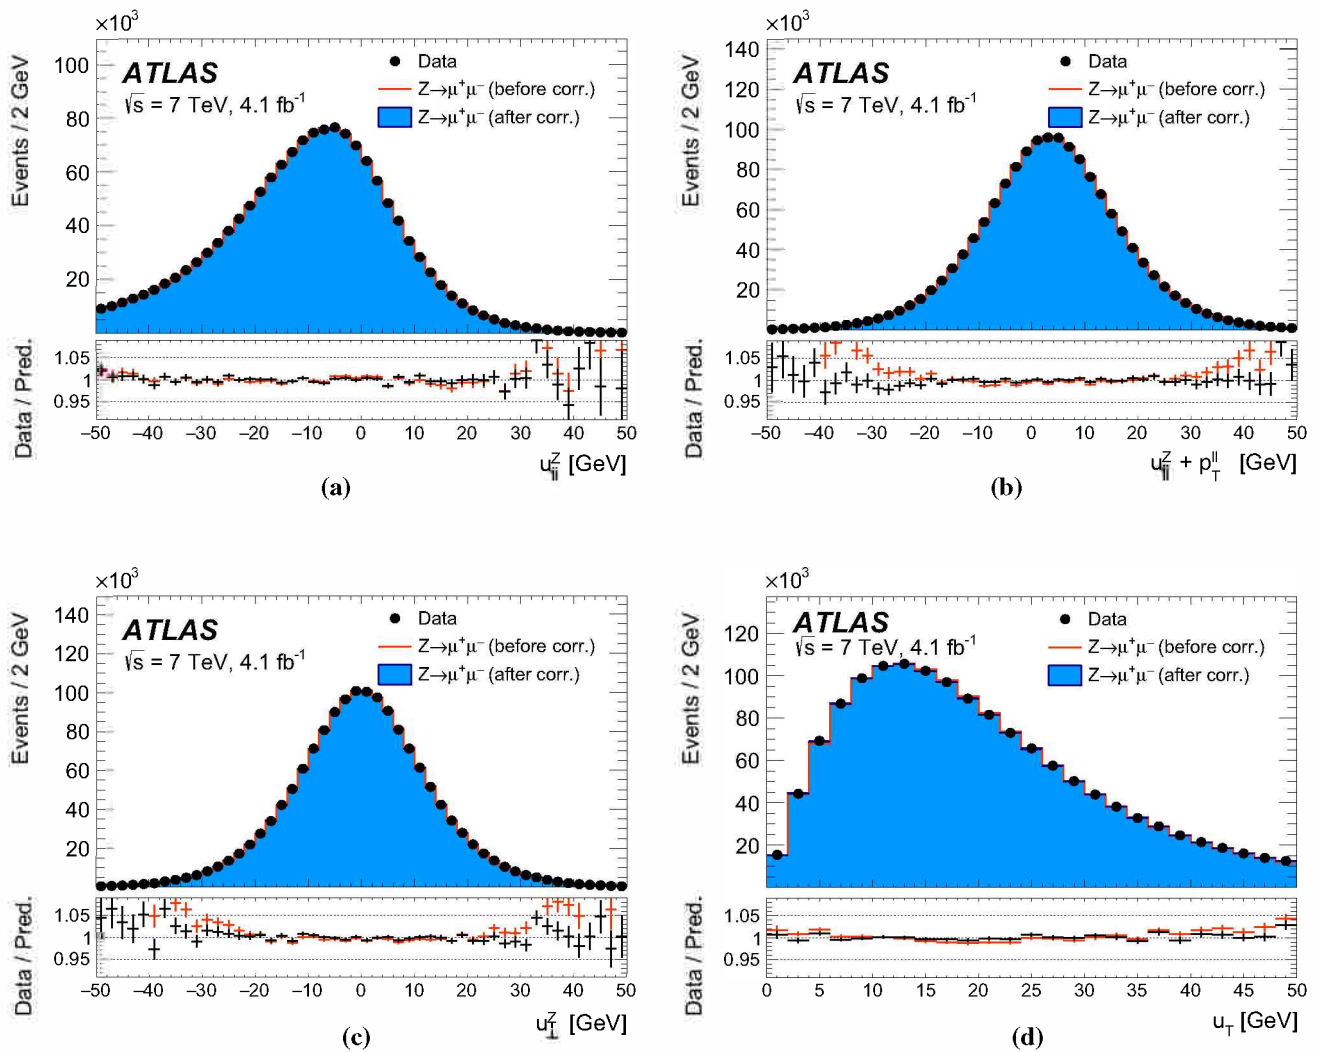 ×10³
Events / 2 GeV
100
80
60
40
20
ATLAS
√s = 7 TeV, 4.1 fb⁻¹
Data
Z→μ⁺μ⁻ (before corr.)
Z→μ⁺μ⁻ (after corr.)
Data / Pred.
1.05
1
0.95
−50 −40 −30 −20 −10 0 10 20 30 40 50
u∥ᶻ [GeV]
(a)
×10³
Events / 2 GeV
140
120
100
80
60
40
20
ATLAS
√s = 7 TeV, 4.1 fb⁻¹
Data
Z→μ⁺μ⁻ (before corr.)
Z→μ⁺μ⁻ (after corr.)
Data / Pred.
1.05
1
0.95
−50 −40 −30 −20 −10 0 10 20 30 40 50
u∥ᶻ + p_T^ll [GeV]
(b)
×10³
Events / 2 GeV
140
120
100
80
60
40
20
ATLAS
√s = 7 TeV, 4.1 fb⁻¹
Data
Z→μ⁺μ⁻ (before corr.)
Z→μ⁺μ⁻ (after corr.)
Data / Pred.
1.05
1
0.95
−50 −40 −30 −20 −10 0 10 20 30 40 50
u⊥ᶻ [GeV]
(c)
×10³
Events / 2 GeV
120
100
80
60
40
20
ATLAS
√s = 7 TeV, 4.1 fb⁻¹
Data
Z→μ⁺μ⁻ (before corr.)
Z→μ⁺μ⁻ (after corr.)
Data / Pred.
1.05
1
0.95
0 5 10 15 20 25 30 35 40 45 50
u_T [GeV]
(d)